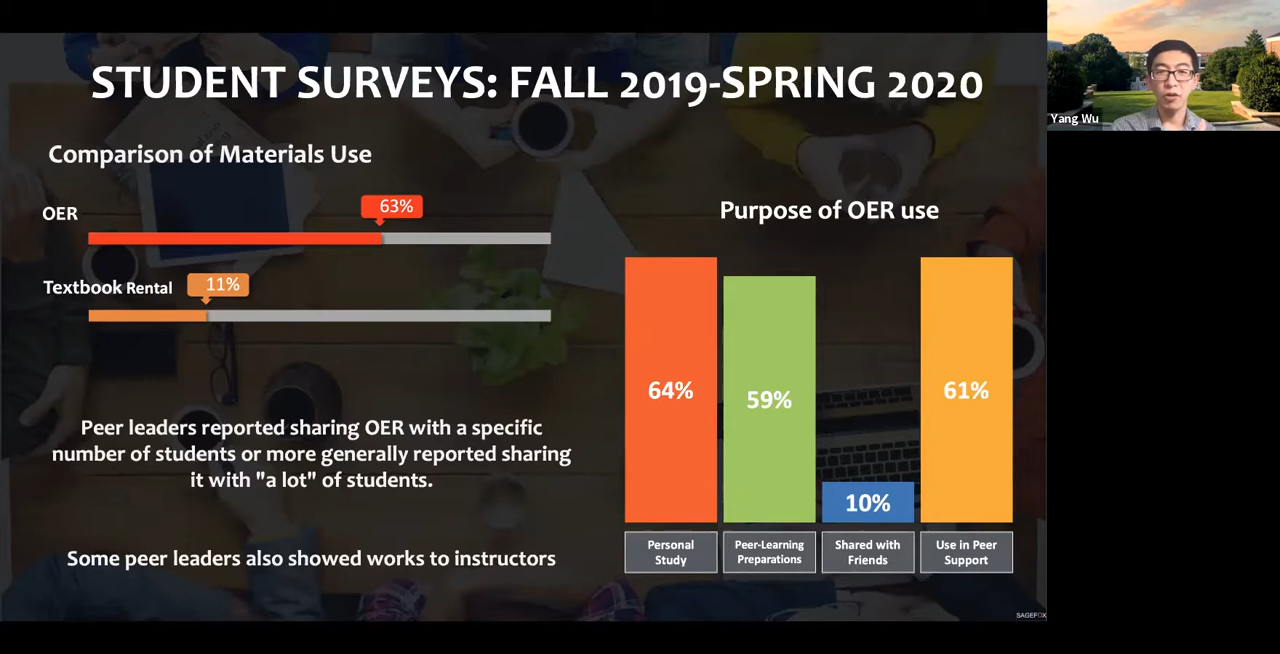 STUDENT SURVEYS: FALL 2019-SPRING 2020
Yang Wu
Comparison of Materials Use
OER
63%
Textbook Rental
11%
Peer leaders reported sharing OER with a specific
number of students or more generally reported sharing
it with "a lot" of students.
Some peer leaders also showed works to instructors
Purpose of OER use
64%
59%
10%
61%
Personal
Study
Peer-Learning
Preparations
Shared with
Friends
Use in Peer
Support
SAGEFOX